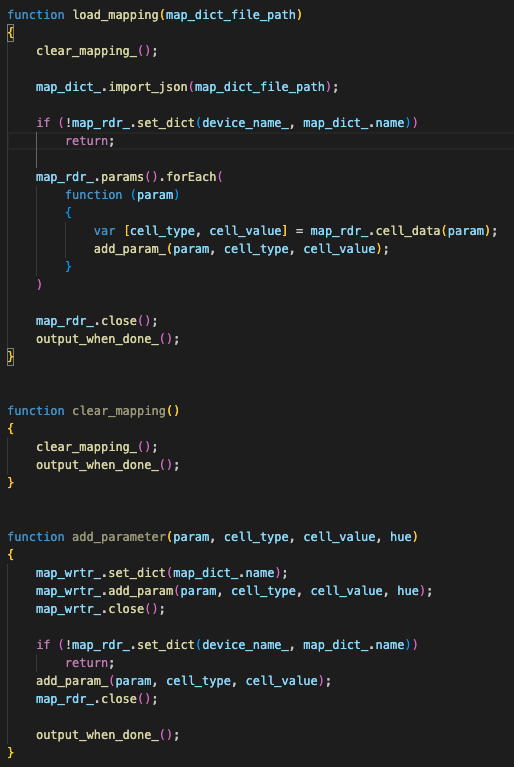 function load_mapping(map_dict_file_path)
{
    clear_mapping_();

    map_dict_.import_json(map_dict_file_path);

    if (!map_rdr_.set_dict(device_name_, map_dict_.name))
        return;

    map_rdr_.params().forEach(
        function (param)
        {
            var [cell_type, cell_value] = map_rdr_.cell_data(param);
            add_param_(param, cell_type, cell_value);
        }
    )

    map_rdr_.close();
    output_when_done_();
}


function clear_mapping()
{
    clear_mapping_();
    output_when_done_();
}


function add_parameter(param, cell_type, cell_value, hue)
{
    map_wrtr_.set_dict(map_dict_.name);
    map_wrtr_.add_param(param, cell_type, cell_value, hue);
    map_wrtr_.close();

    if (!map_rdr_.set_dict(device_name_, map_dict_.name))
        return;
    add_param_(param, cell_type, cell_value);
    map_rdr_.close();

    output_when_done_();
}